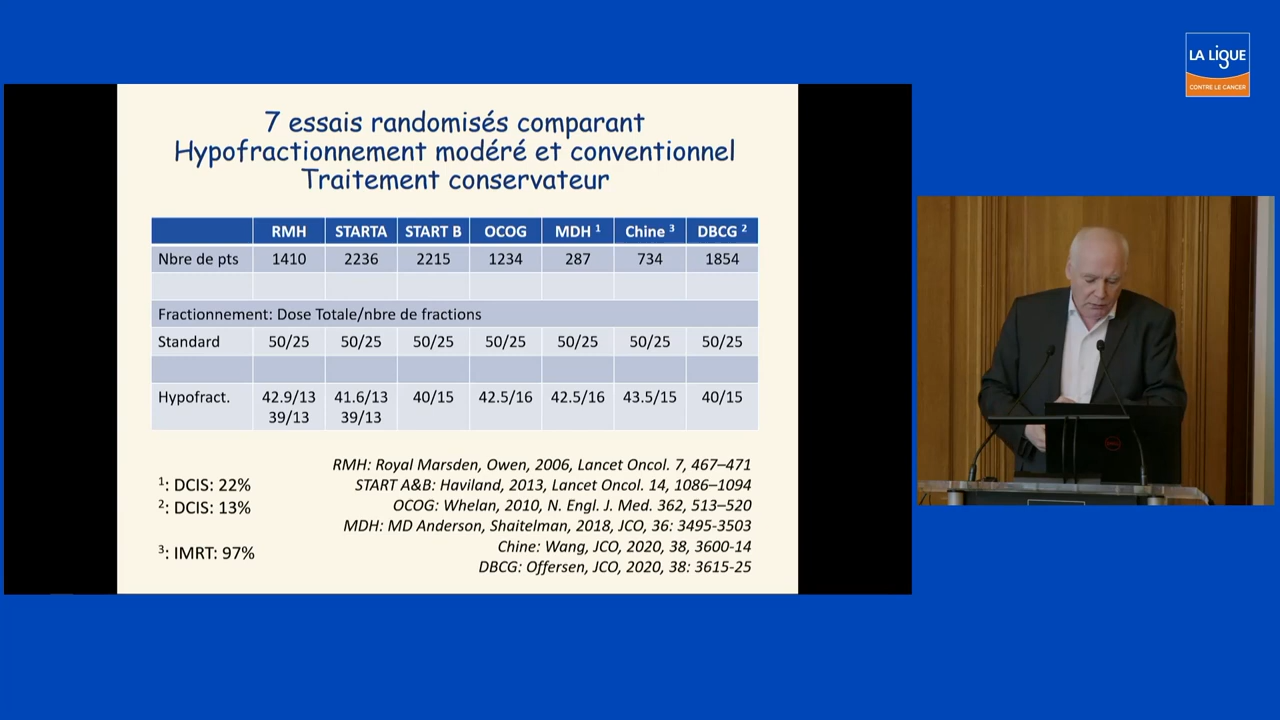 LA LIGUE
CONTRE LE CANCER
7 essais randomisés comparant
Hypofractionnement modéré et conventionnel
Traitement conservateur
RMH STARTA START B OCOG MDH ¹ Chine ³ DBCG ²
Nbre de pts 1410 2236 2215 1234 287 734 1854
Fractionnement: Dose Totale/nbre de fractions
Standard 50/25 50/25 50/25 50/25 50/25 50/25 50/25
Hypofract. 42.9/13 41.6/13 40/15 42.5/16 42.5/16 43.5/15 40/15
39/13 39/13
RMH: Royal Marsden, Owen, 2006, Lancet Oncol. 7, 467–471
¹: DCIS: 22% START A&B: Haviland, 2013, Lancet Oncol. 14, 1086–1094
²: DCIS: 13% OCOG: Whelan, 2010, N. Engl. J. Med. 362, 513–520
MDH: MD Anderson, Shaitelman, 2018, JCO, 36: 3495-3503
³: IMRT: 97% Chine: Wang, JCO, 2020, 38, 3600-14
DBCG: Offersen, JCO, 2020, 38: 3615-25